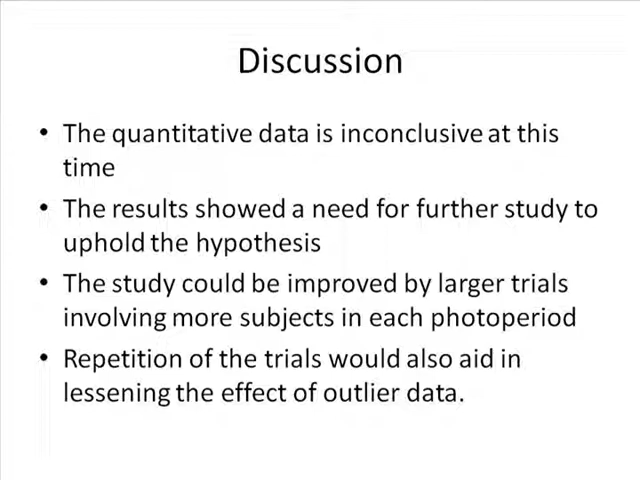 Discussion
• The quantitative data is inconclusive at this
time
• The results showed a need for further study to
uphold the hypothesis
• The study could be improved by larger trials
involving more subjects in each photoperiod
• Repetition of the trials would also aid in
lessening the effect of outlier data.